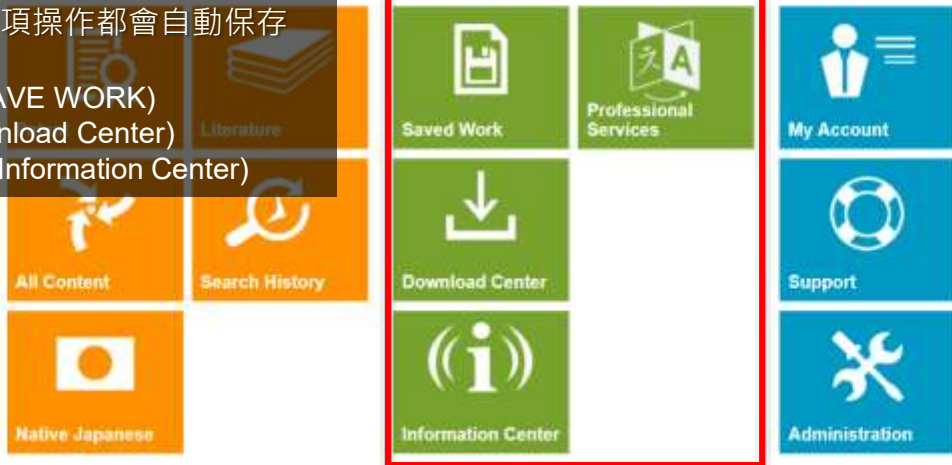 項操作都會自動保存
AVE WORK)
nload Center)
Information Center)
Literature
Saved Work
Professional
Services
My Account
All Content
Search History
Download Center
Support
Native Japanese
Information Center
Administration